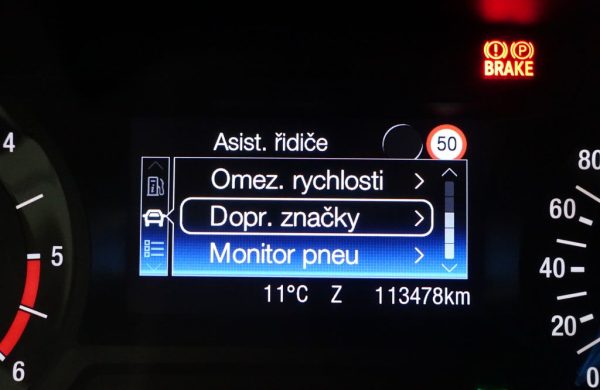 BRAKE
Asist. řidiče 50
Omez. rychlosti
Dopr. značky
Monitor pneu
11°C Z 113478km
4
5
6
80
60
40
20
0